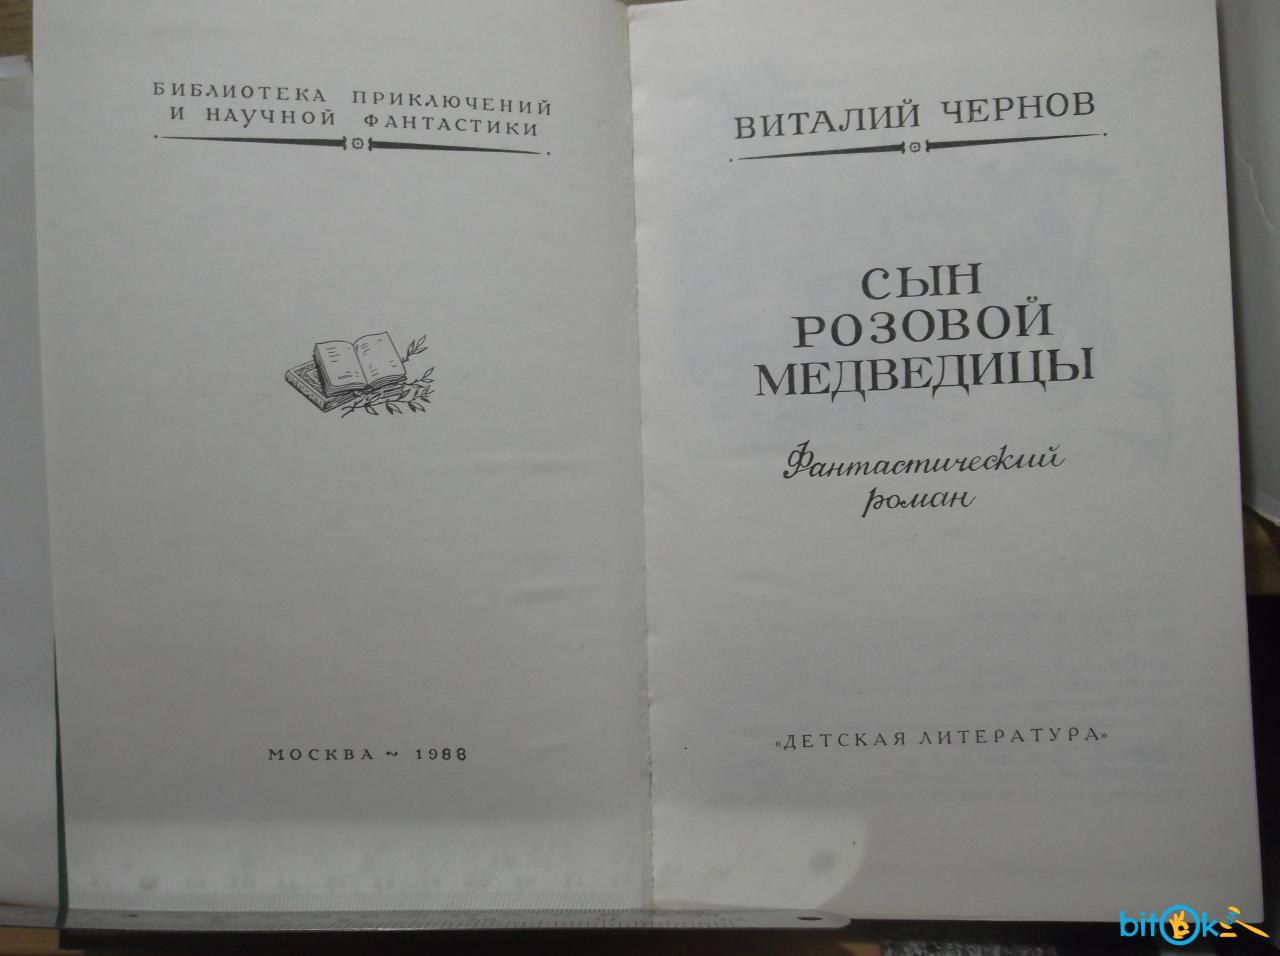 БИБЛИОТЕКА ПРИКЛЮЧЕНИЙ
И НАУЧНОЙ ФАНТАСТИКИ
МОСКВА ~ 1988
ВИТАЛИЙ ЧЕРНОВ
СЫН
РОЗОВОЙ
МЕДВЕДИЦЫ
Фантастический
роман
«ДЕТСКАЯ ЛИТЕРАТУРА»
bitOk